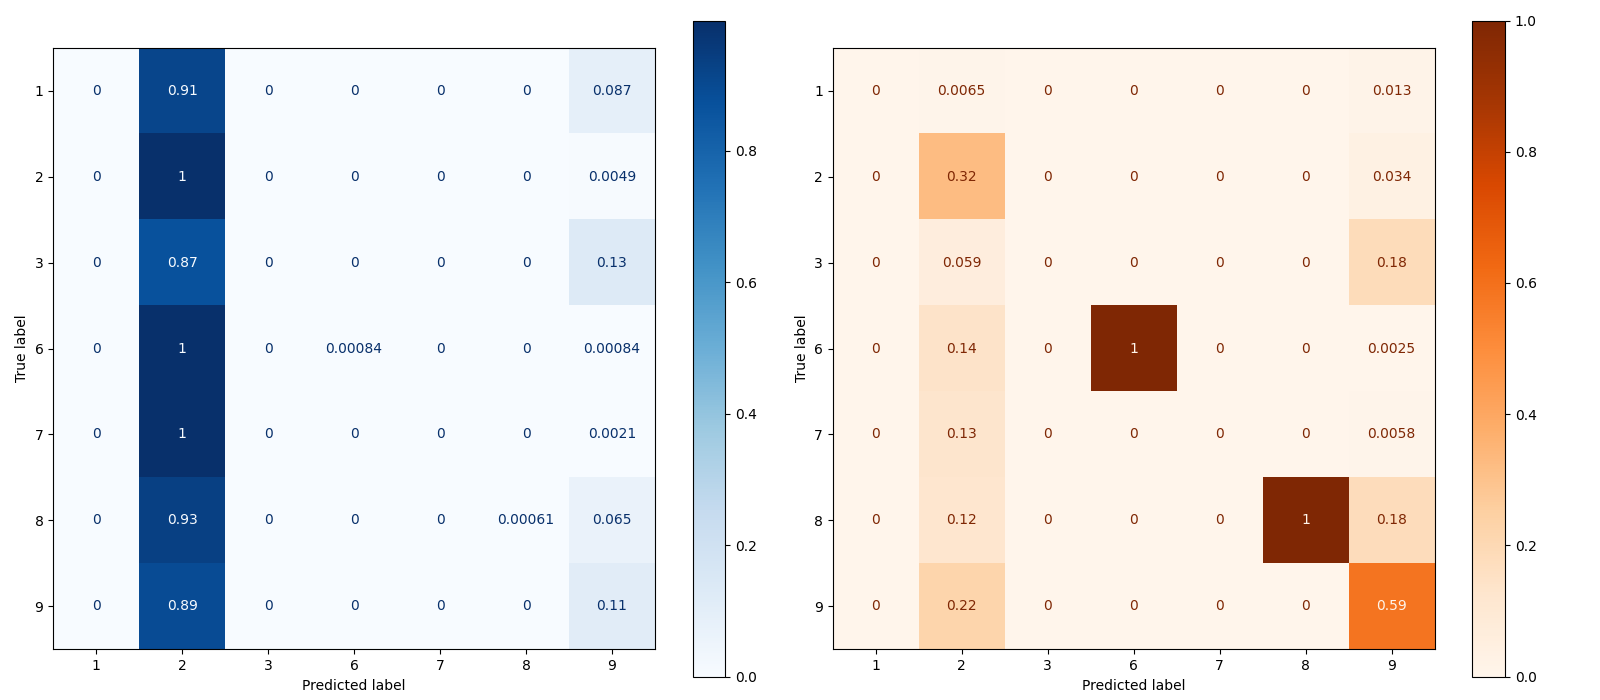 1 0 0.91 0 0 0 0 0.087
2 0 1 0 0 0 0 0.0049
3 0 0.87 0 0 0 0 0.13
6 0 1 0 0.00084 0 0 0.00084
7 0 1 0 0 0 0 0.0021
8 0 0.93 0 0 0 0.00061 0.065
9 0 0.89 0 0 0 0 0.11
1 2 3 6 7 8 9
True label
Predicted label
0.8
0.6
0.4
0.2
0.0
1 0 0.0065 0 0 0 0 0.013
2 0 0.32 0 0 0 0 0.034
3 0 0.059 0 0 0 0 0.18
6 0 0.14 0 1 0 0 0.0025
7 0 0.13 0 0 0 0 0.0058
8 0 0.12 0 0 0 1 0.18
9 0 0.22 0 0 0 0 0.59
1 2 3 6 7 8 9
True label
Predicted label
1.0
0.8
0.6
0.4
0.2
0.0